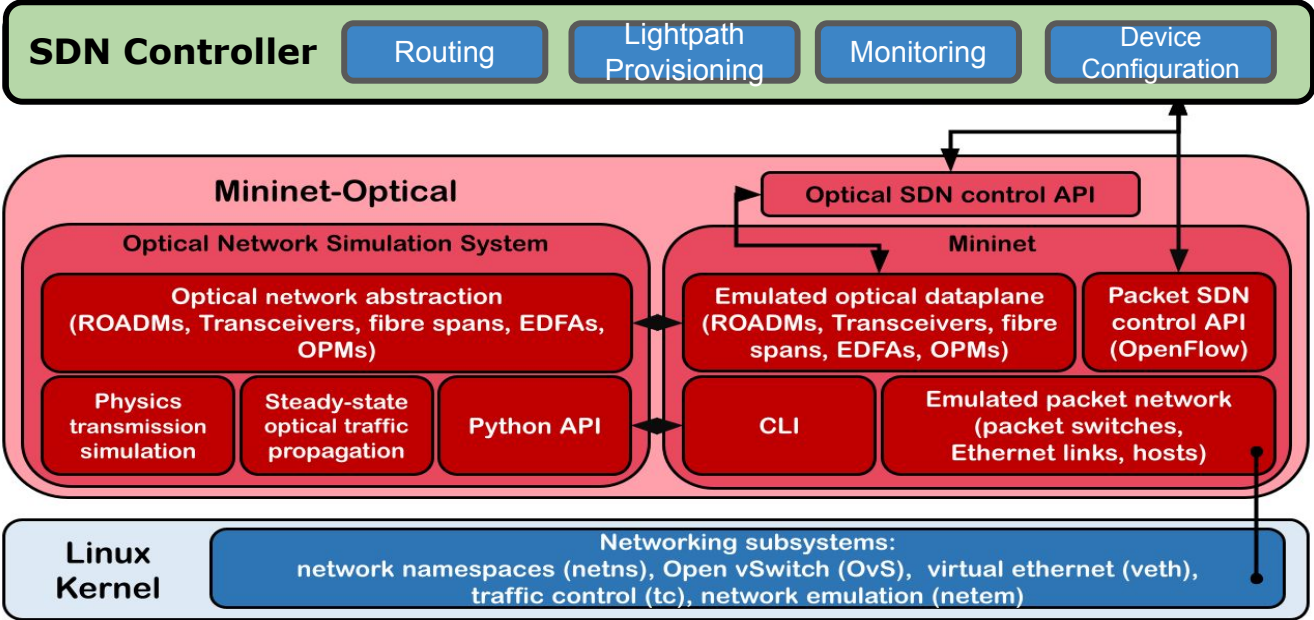 SDN Controller
Routing
Lightpath
Provisioning
Monitoring
Device
Configuration
Mininet-Optical
Optical SDN control API
Optical Network Simulation System
Optical network abstraction
(ROADMs, Transceivers, fibre spans, EDFAs,
OPMs)
Physics
transmission
simulation
Steady-state
optical traffic
propagation
Python API
Mininet
Emulated optical dataplane
(ROADMs, Transceivers, fibre
spans, EDFAs, OPMs)
Packet SDN
control API
(OpenFlow)
CLI
Emulated packet network
(packet switches,
Ethernet links, hosts)
Linux
Kernel
Networking subsystems:
network namespaces (netns), Open vSwitch (OvS), virtual ethernet (veth),
traffic control (tc), network emulation (netem)